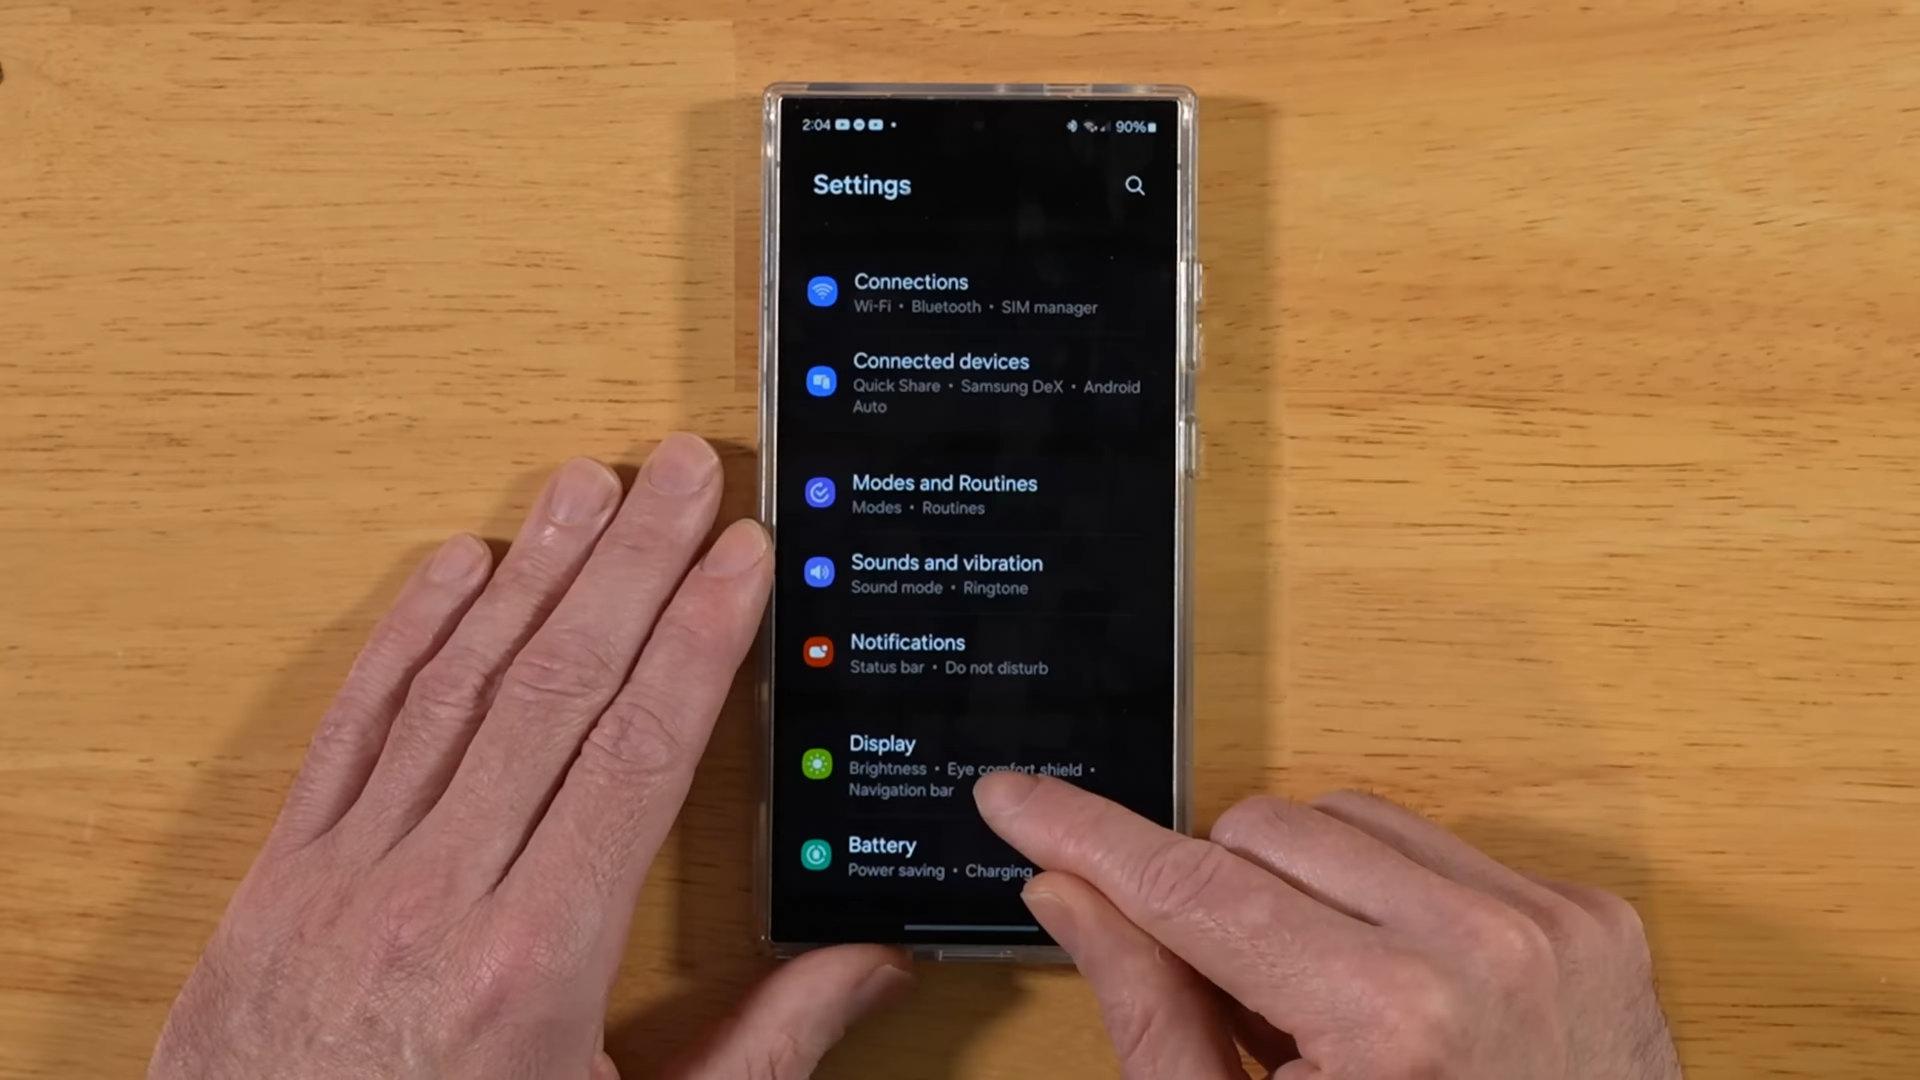 2:04
90%
Settings
Connections
Wi-Fi • Bluetooth • SIM manager
Connected devices
Quick Share • Samsung DeX • Android
Auto
Modes and Routines
Modes • Routines
Sounds and vibration
Sound mode • Ringtone
Notifications
Status bar • Do not disturb
Display
Brightness • Eye comfort shield •
Navigation bar
Battery
Power saving • Charging